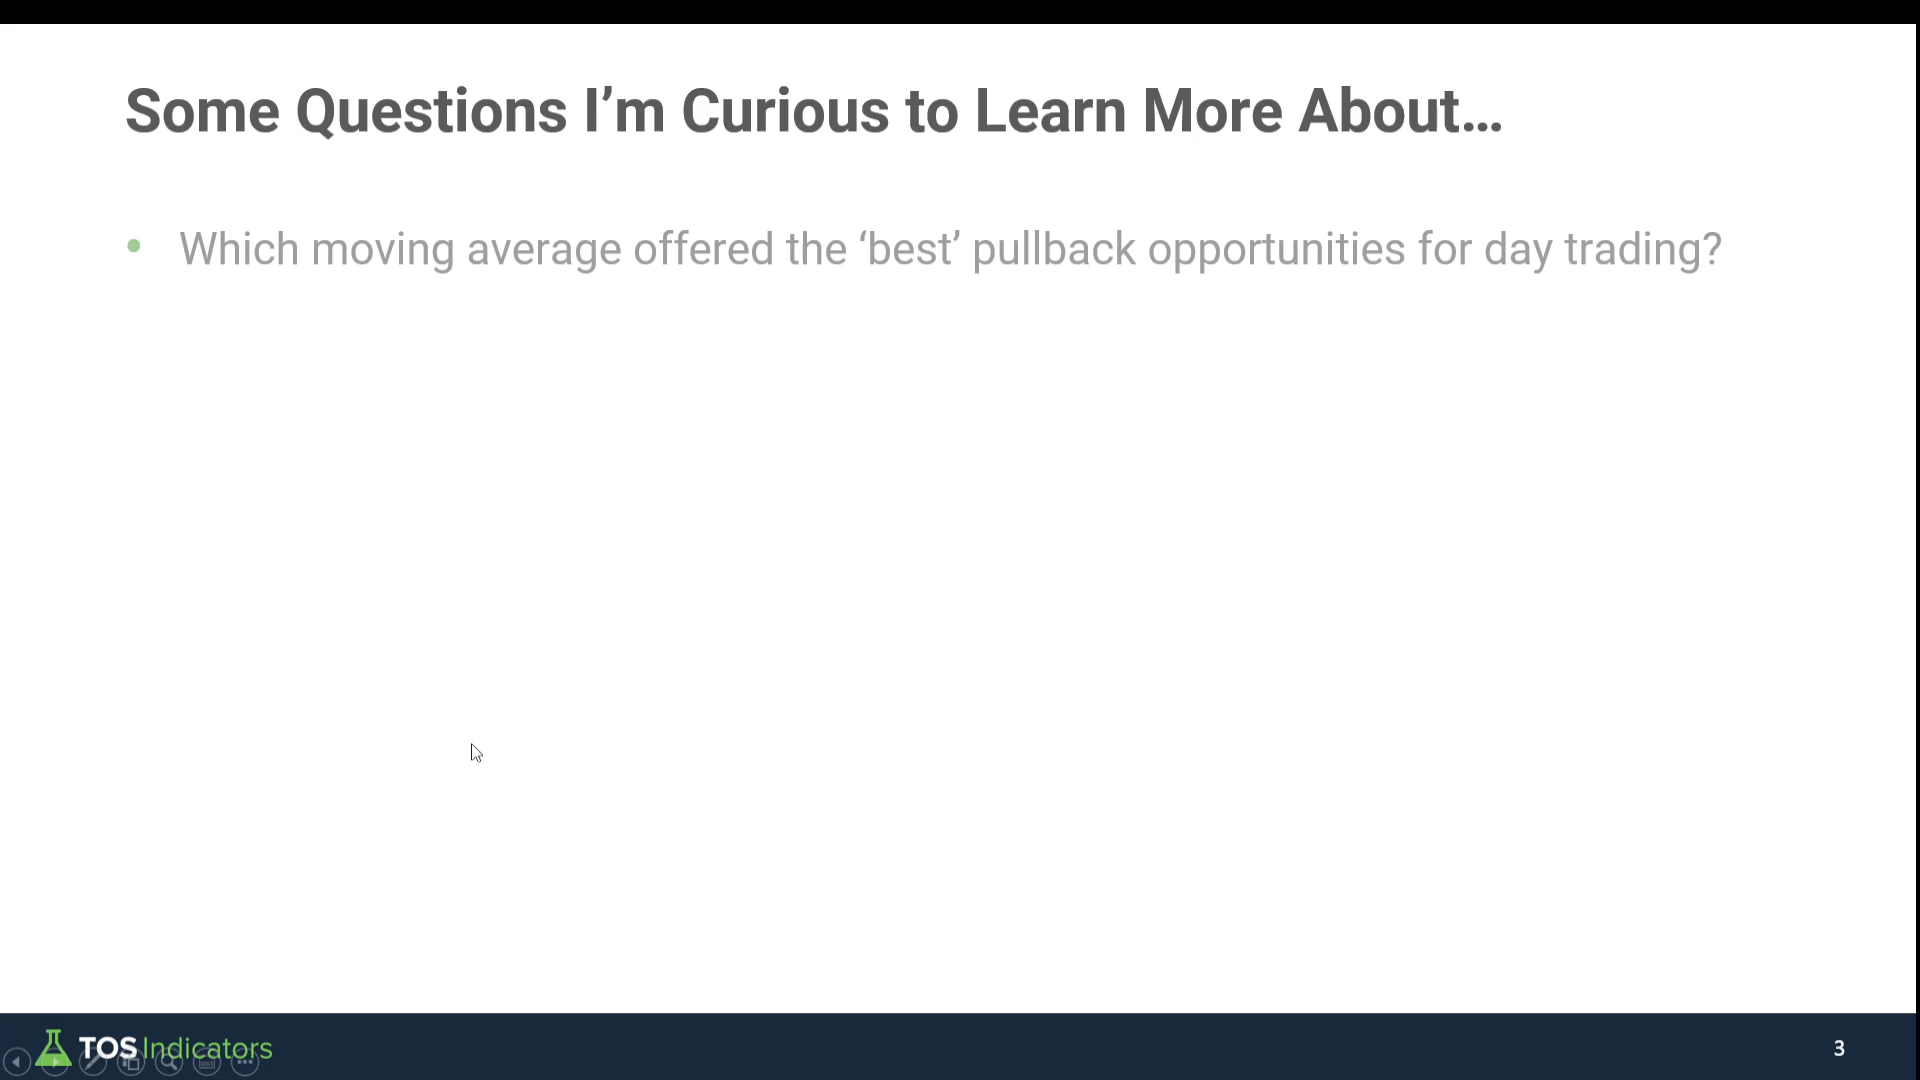 Some Questions I’m Curious to Learn More About…
• Which moving average offered the ‘best’ pullback opportunities for day trading?
TOS Indicators
3